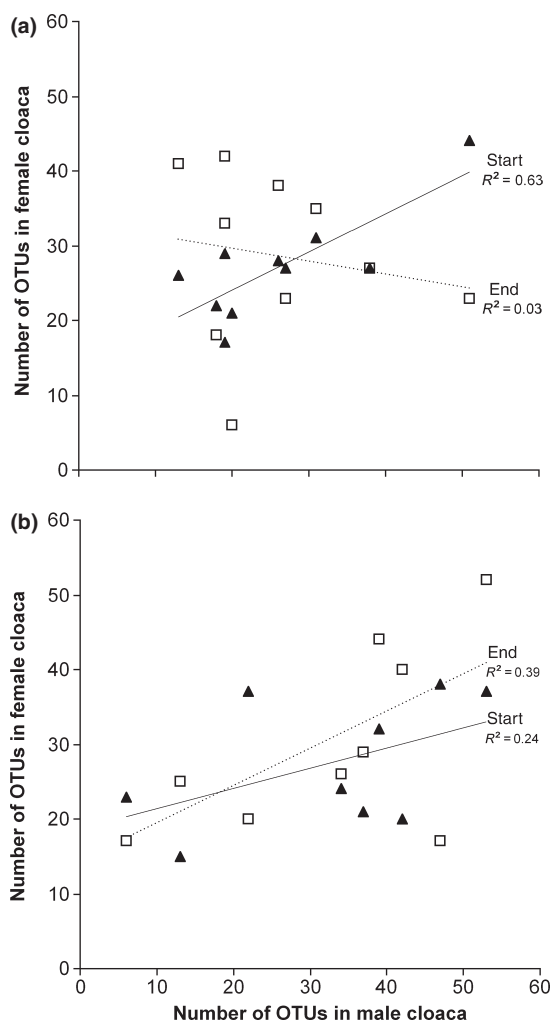 (a)
60
50
40
30
20
10
0
Number of OTUs in female cloaca
Start
R² = 0.63
End
R² = 0.03
(b)
60
50
40
30
20
10
0
Number of OTUs in female cloaca
End
R² = 0.39
Start
R² = 0.24
0 10 20 30 40 50 60
Number of OTUs in male cloaca